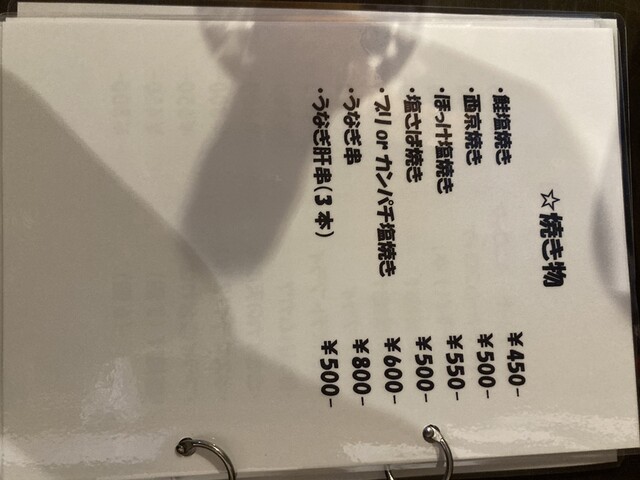 ☆焼き物
・鮭塩焼き ¥450-
・西京焼き ¥500-
・ほっけ塩焼き ¥550-
・塩さば焼き ¥500-
・ブリ or カンパチ塩焼き ¥600-
・うなぎ串 ¥800-
・うなぎ肝串(3本) ¥500-